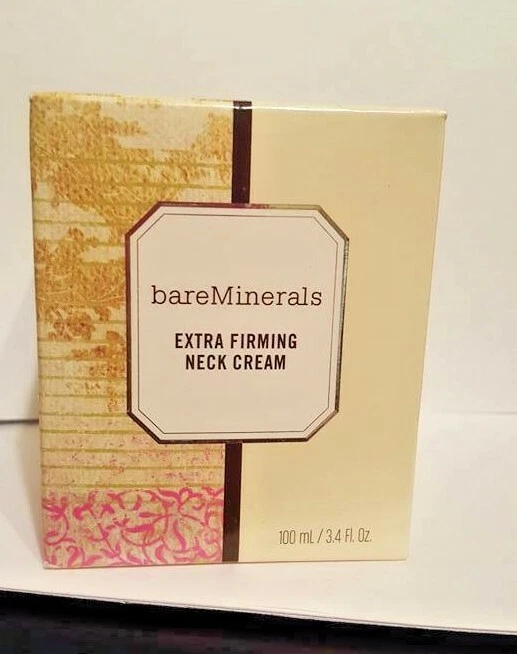 bareMinerals
EXTRA FIRMING
NECK CREAM
100 mL / 3.4 Fl. Oz.